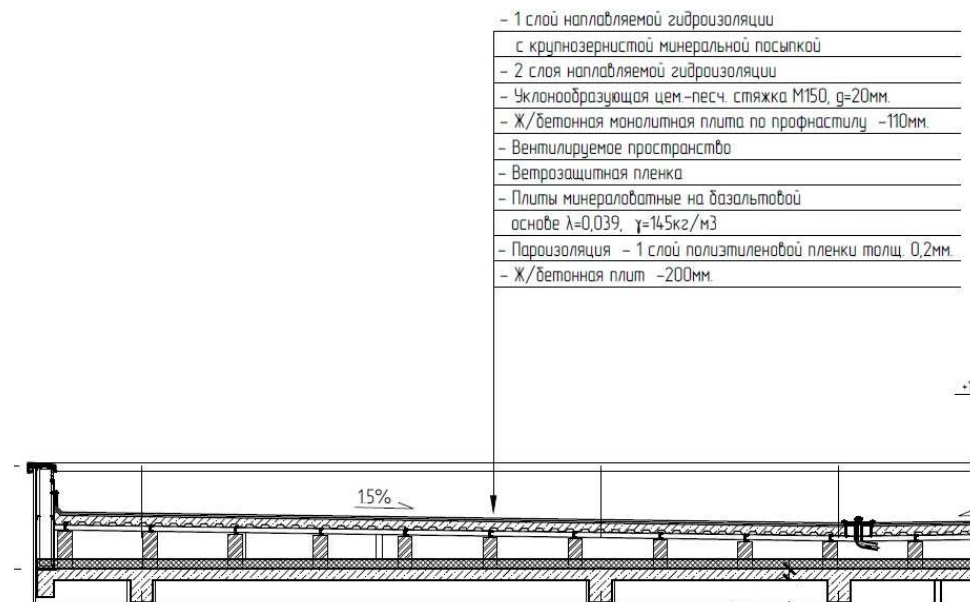 - 1 слой наплавляемой гидроизоляции
с крупнозернистой минеральной посыпкой
- 2 слоя наплавляемой гидроизоляции
- Уклонообразующая цем.-песч. стяжка М150, g=20мм.
- Ж/бетонная монолитная плита по профнастилу -110мм.
- Вентилируемое пространство
- Ветрозащитная пленка
- Плиты минераловатные на базальтовой
основе λ=0,039, γ=145кг/м3
- Пароизоляция - 1 слой полиэтиленовой пленки толщ. 0,2мм.
- Ж/бетонная плит -200мм.
15%